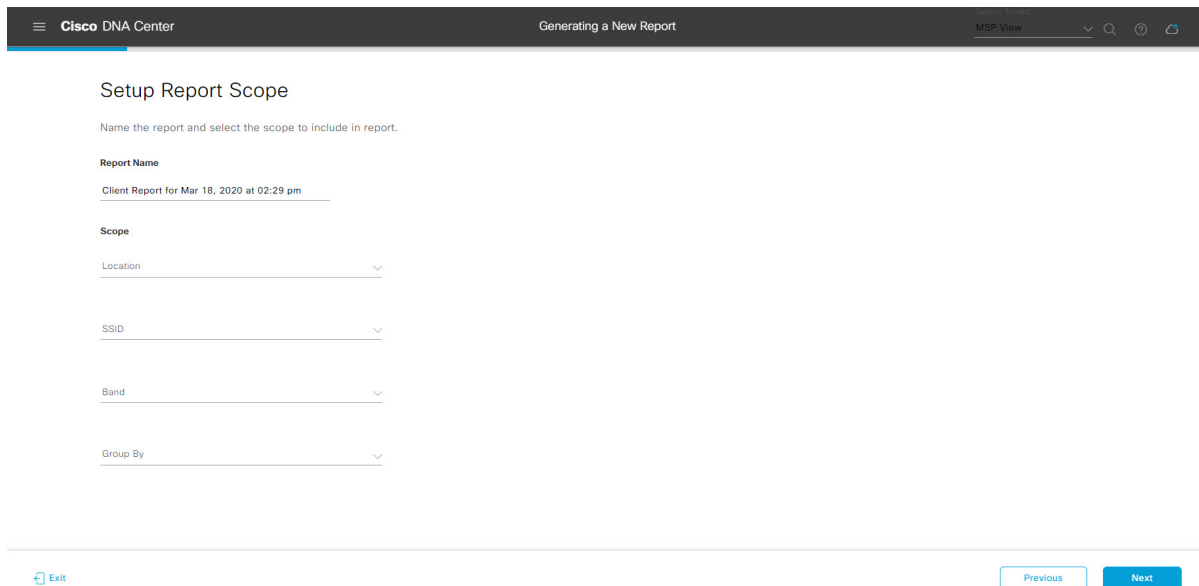 Cisco DNA Center
Generating a New Report
MSP View
Setup Report Scope
Name the report and select the scope to include in report.
Report Name
Client Report for Mar 18, 2020 at 02:29 pm
Scope
Location
SSID
Band
Group By
Exit
Previous
Next